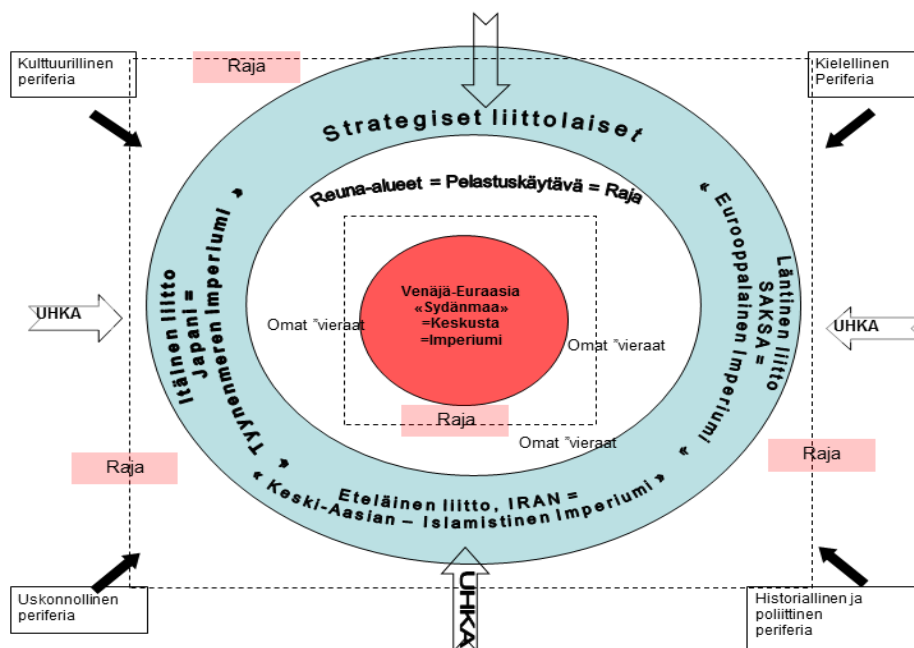 Kulttuurillinen
periferia
Raja
Kielellinen
Periferia
Strategiset liittolaiset
Reuna-alueet = Pelastuskäytävä = Raja
Itäinen liitto
Japani =
« Tyynenmeren Imperiumi »
Venäjä-Euraasia
«Sydänmaa»
=Keskusta
=Imperiumi
Omat ”vieraat
Omat ”vieraat
Omat ”vieraat
Läntinen liitto
SAKSA =
« Eurooppalainen Imperiumi »
UHKA
UHKA
Raja
Raja
Raja
Eteläinen liitto, IRAN =
« Keski-Aasian – Islamistinen Imperiumi »
UHKA
Uskonnollinen
periferia
Historiallinen ja
poliittinen
periferia